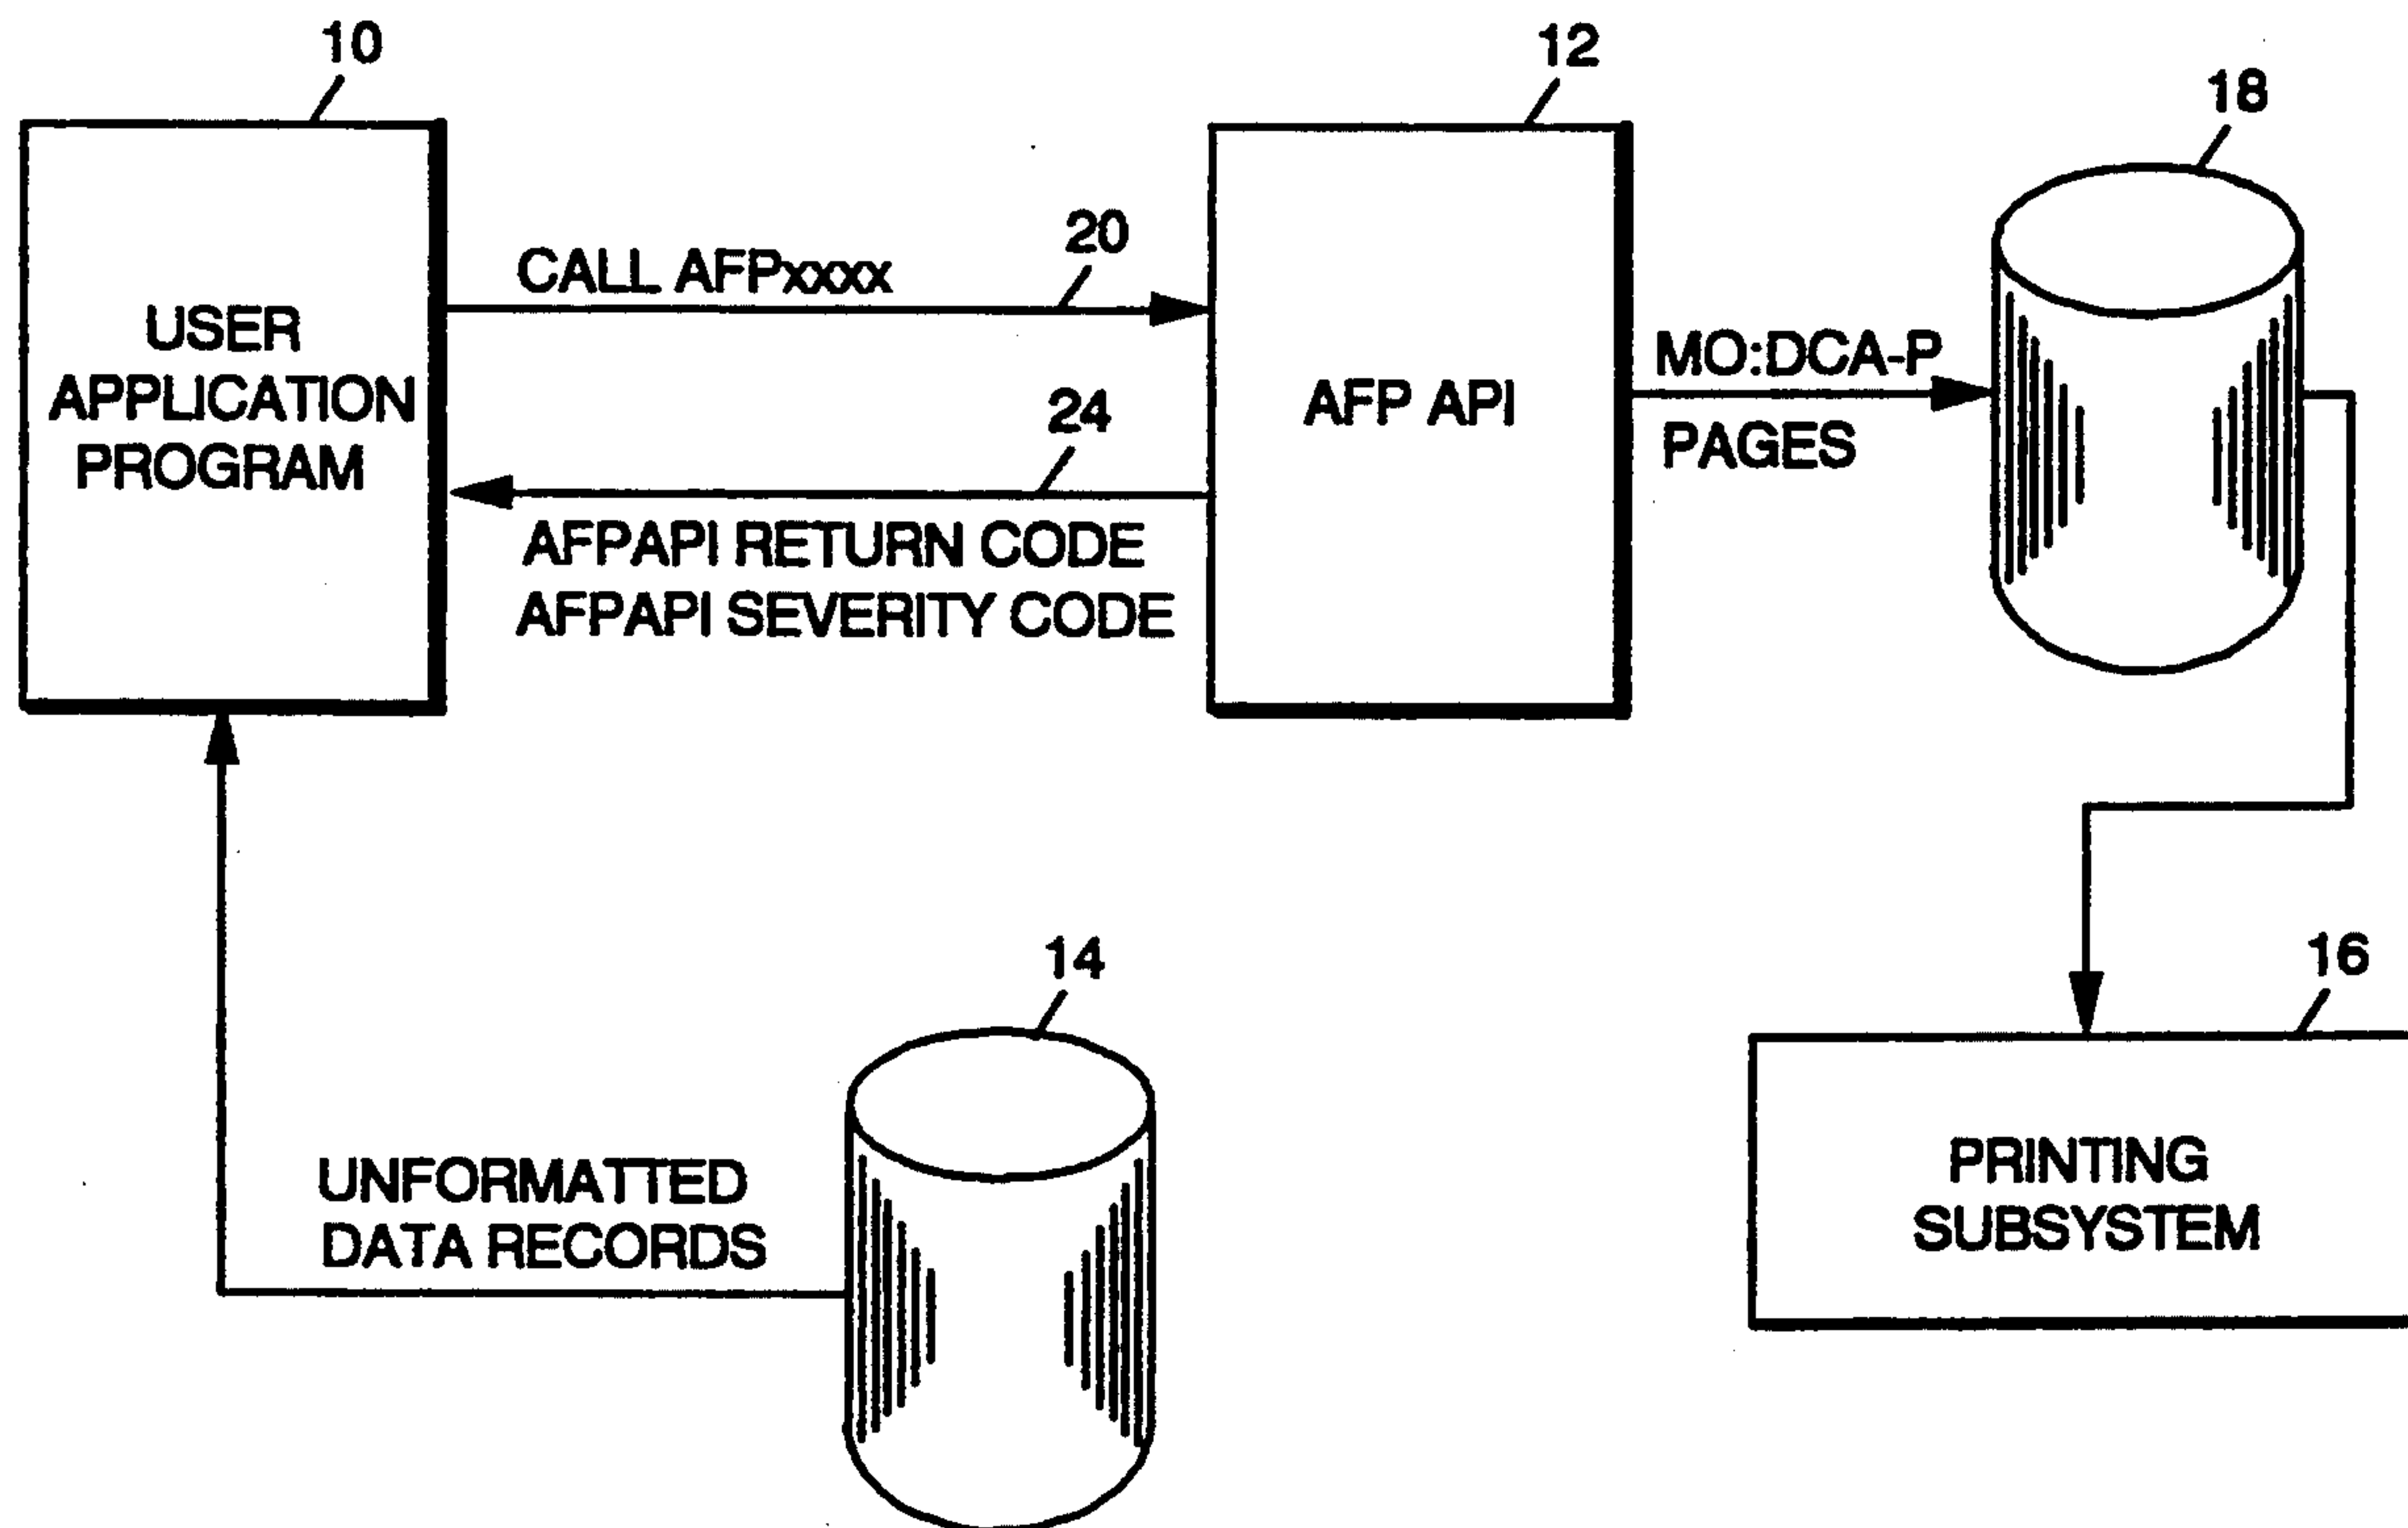 10
12
18
20
CALL AFPxxxx
USER
APPLICATION
PROGRAM
MO:DCA-P
PAGES
AFP API
24
AFPAPI RETURN CODE
AFPAPI SEVERITY CODE
14
16
UNFORMATTED
DATA RECORDS
PRINTING
SUBSYSTEM